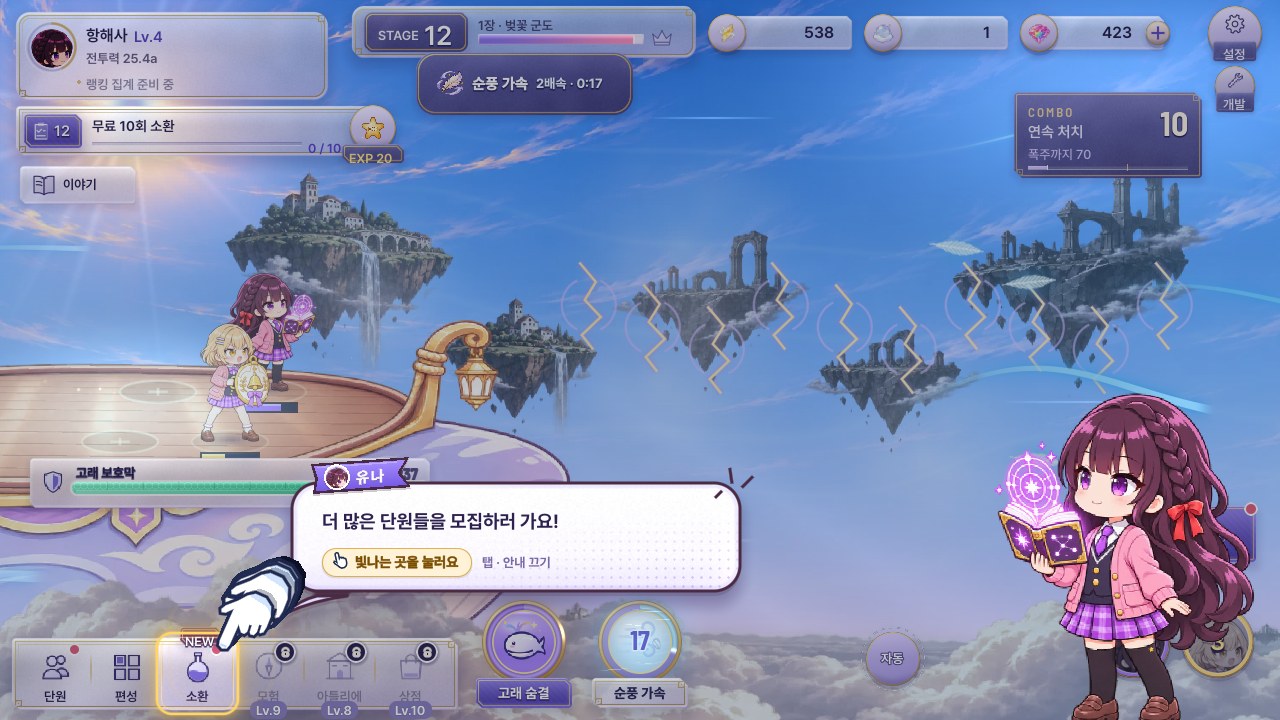 항해사 Lv.4
전투력 25.4a
랭킹 집계 준비 중
STAGE 12
1장 · 벚꽃 군도
538
1
423
설정
개발
순풍 가속 2배속 · 0:17
12
무료 10회 소환
0 / 10
EXP 20
이야기
COMBO
연속 처치
10
폭주까지 70
고래 보호막
37
유나
더 많은 단원들을 모집하러 가요!
빛나는 곳을 눌러요
탭 · 안내 끄기
NEW
단원
편성
소환
모험
Lv.9
아틀리에
Lv.8
상점
Lv.10
고래 숨결
17
순풍 가속
자동